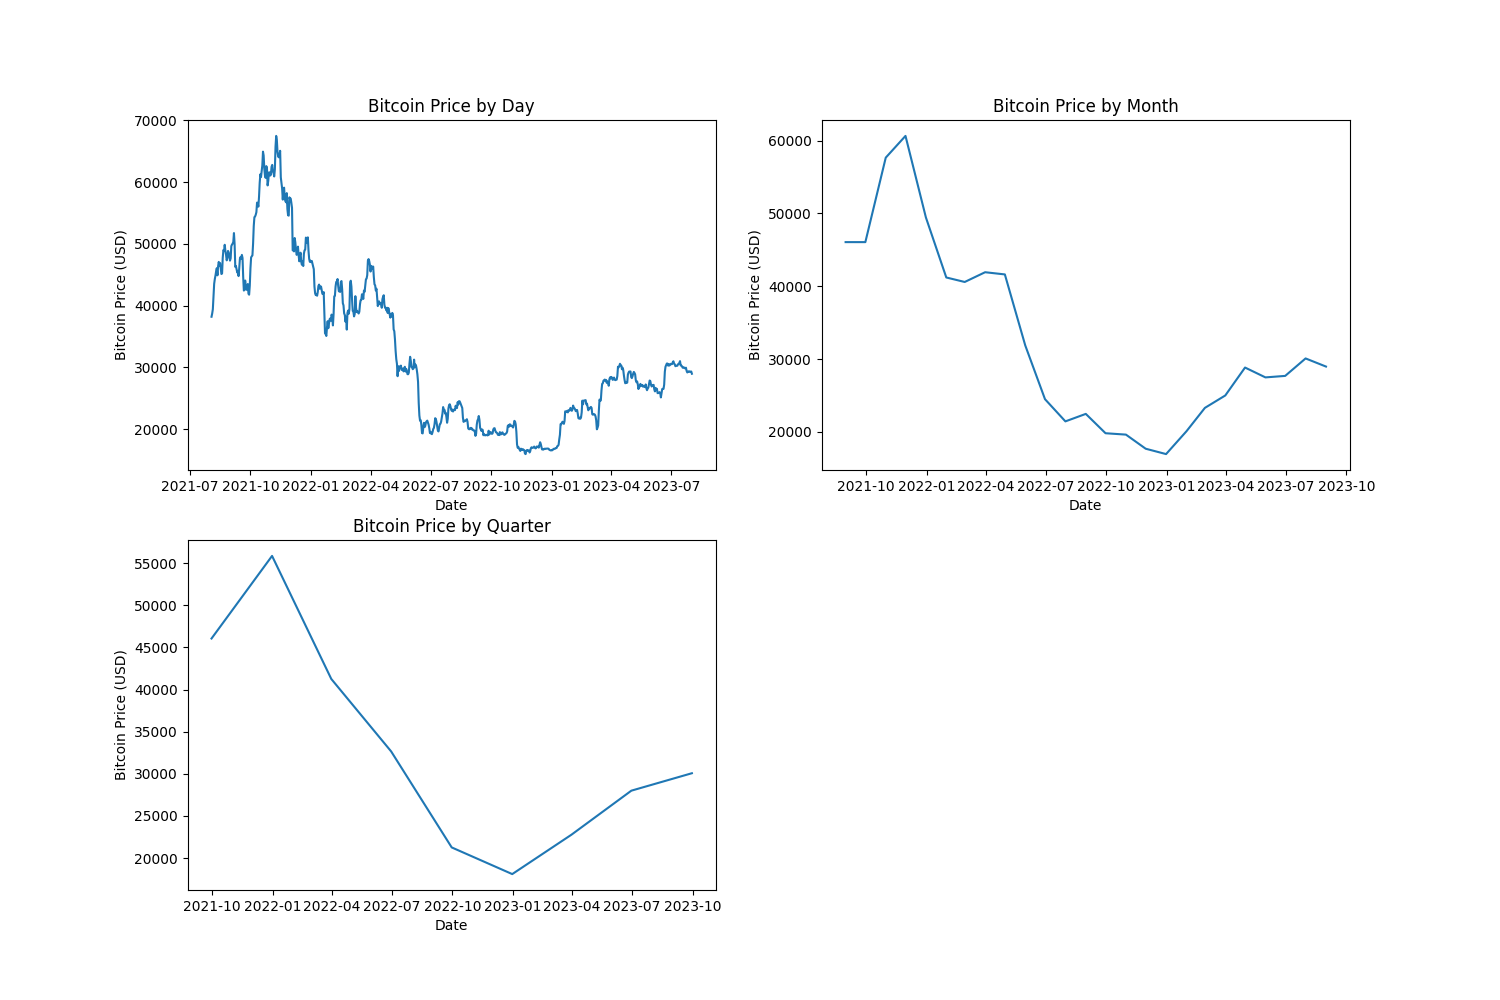 Bitcoin Price by Day
70000
60000
50000
40000
30000
20000
Bitcoin Price (USD)
2021-07 2021-10 2022-01 2022-04 2022-07 2022-10 2023-01 2023-04 2023-07
Date
Bitcoin Price by Month
60000
50000
40000
30000
20000
Bitcoin Price (USD)
2021-10 2022-01 2022-04 2022-07 2022-10 2023-01 2023-04 2023-07 2023-10
Date
Bitcoin Price by Quarter
55000
50000
45000
40000
35000
30000
25000
20000
Bitcoin Price (USD)
2021-10 2022-01 2022-04 2022-07 2022-10 2023-01 2023-04 2023-07 2023-10
Date